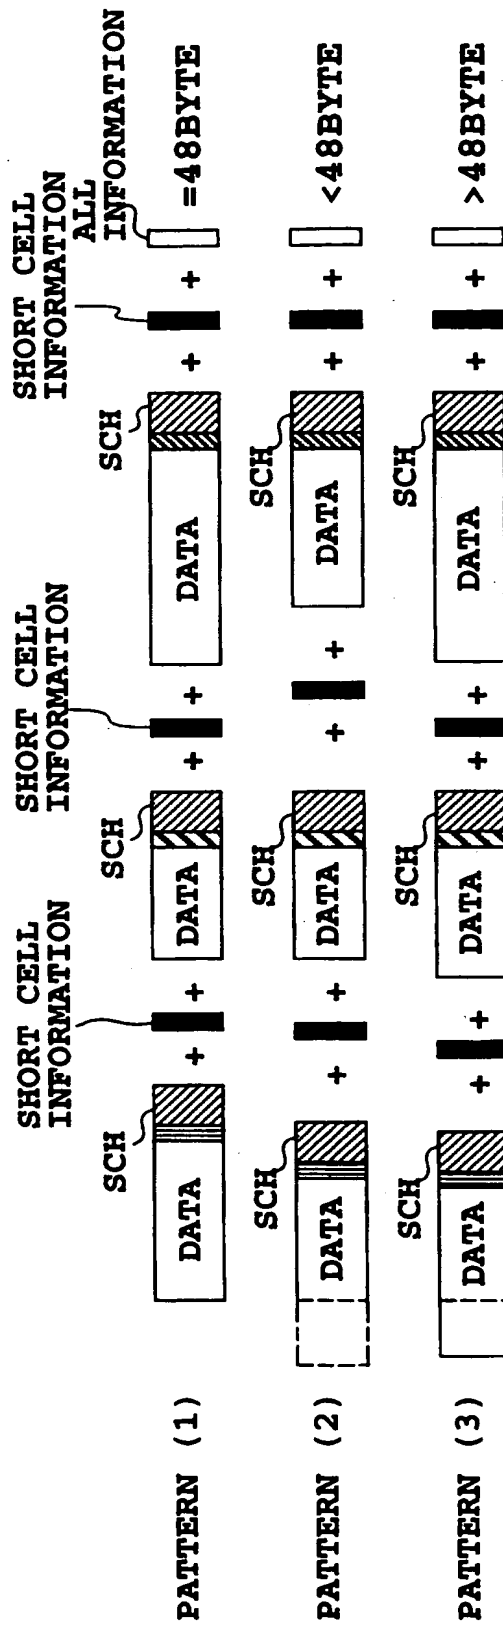 SHORT CELL
INFORMATION
SHORT CELL
INFORMATION
SHORT CELL
INFORMATION
ALL
INFORMATION
PATTERN (1)
DATA
SCH
+
+
DATA
SCH
+
+
DATA
SCH
+
+
=48BYTE
PATTERN (2)
DATA
SCH
+
+
DATA
SCH
+
+
DATA
SCH
+
+
<48BYTE
PATTERN (3)
DATA
SCH
+
+
DATA
SCH
+
+
DATA
SCH
+
+
>48BYTE